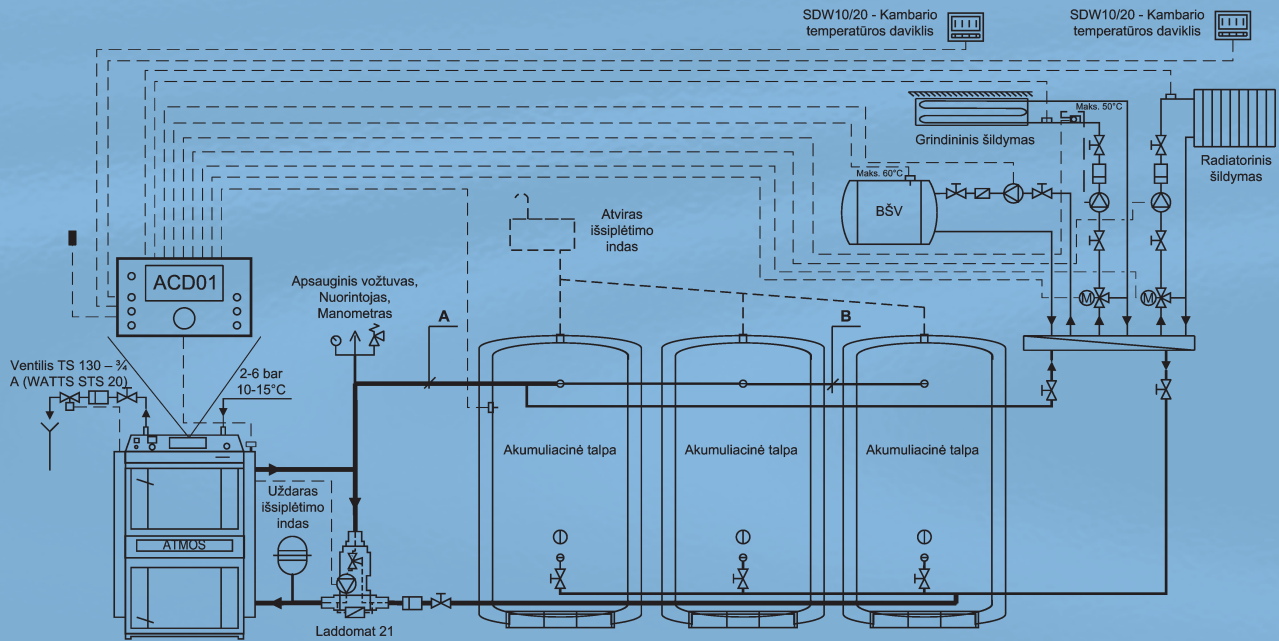 SDW10/20 - Kambario
temperatūros daviklis
SDW10/20 - Kambario
temperatūros daviklis
Maks. 50°C
Grindininis šildymas
Radiatorinis
šildymas
Maks. 60°C
BŠV
Atviras
išsiplėtimo
indas
ACD01
Apsauginis vožtuvas,
Nuorintojas,
Manometras
M
M
A
B
Ventilis TS 130 – ¾
A (WATTS STS 20)
2-6 bar
10-15°C
Akumuliacinė talpa
Akumuliacinė talpa
Akumuliacinė talpa
Uždaras
išsiplėtimo
indas
ATMOS
Laddomat 21